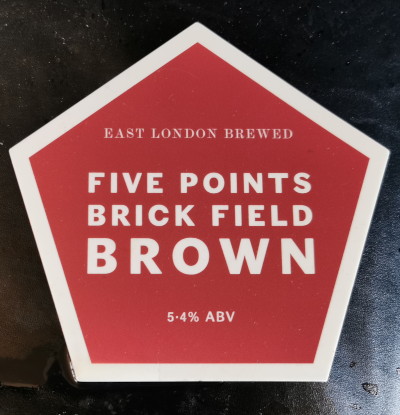 EAST LONDON BREWED
FIVE POINTS
BRICK FIELD
BROWN
5·4% ABV